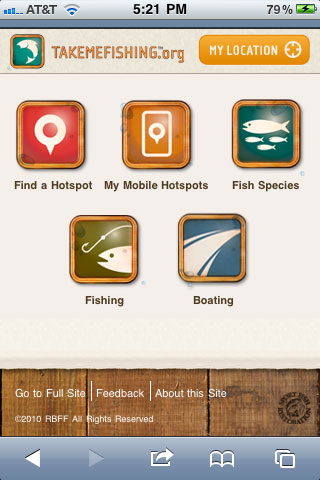 AT&T 5:21 PM 79%
TAKEMEFISHING™.org MY LOCATION
Find a Hotspot My Mobile Hotspots Fish Species
Fishing Boating
Go to Full Site Feedback About this Site
©2010 RBFF All Rights Reserved